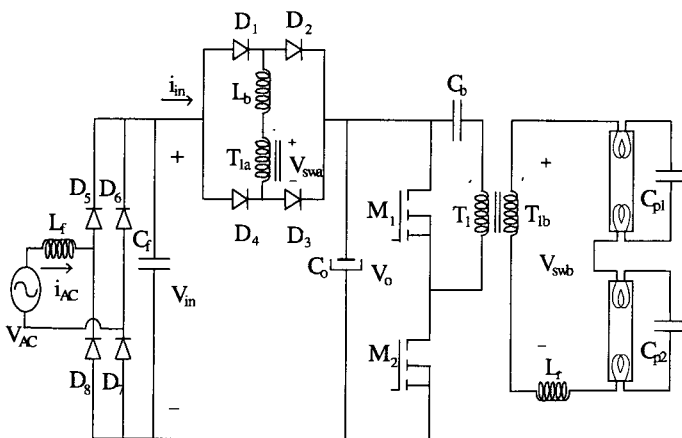 D1 D2
iin
Lb
Cb
T1a
+
Vswa
-
+
+
D5 D6
D4 D3
M1
T1
T1b
Cp1
Lf
Cf
Co
Vo
Vswb
iAC
Vin
VAC
M2
-
Cp2
D8 D7
Lr
-